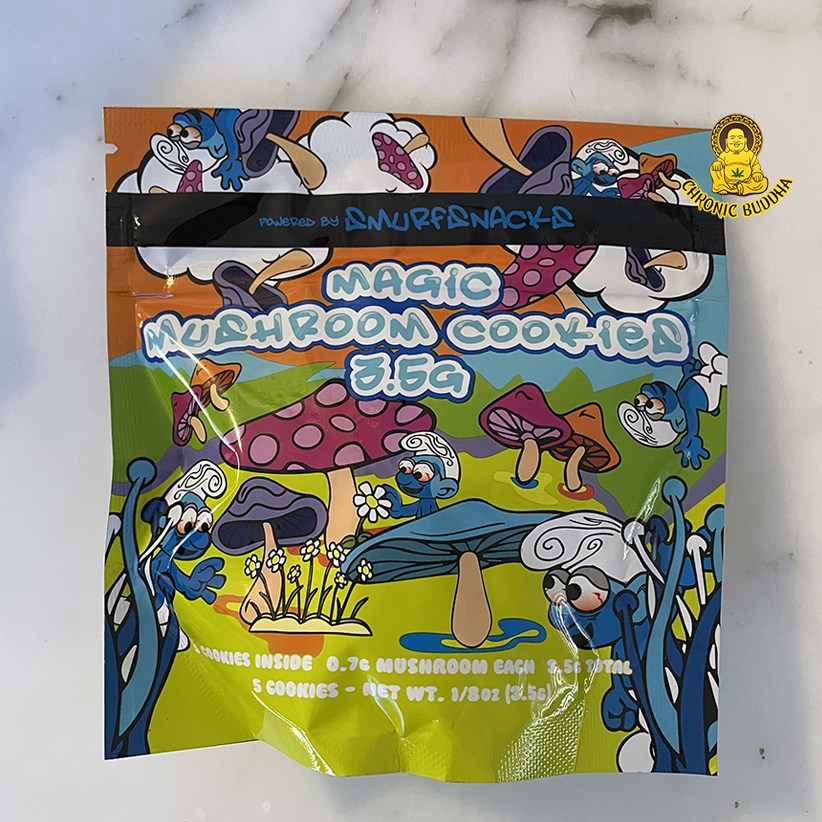 CHRONIC BUDDHA
POWERED BY SMURFSNACKS
MAGIC
MUSHROOM COOKIES
3.5G
COOKIES INSIDE 0.7G MUSHROOM EACH 3.5G TOTAL
5 COOKIES - NET WT. 1/8OZ (3.5G)